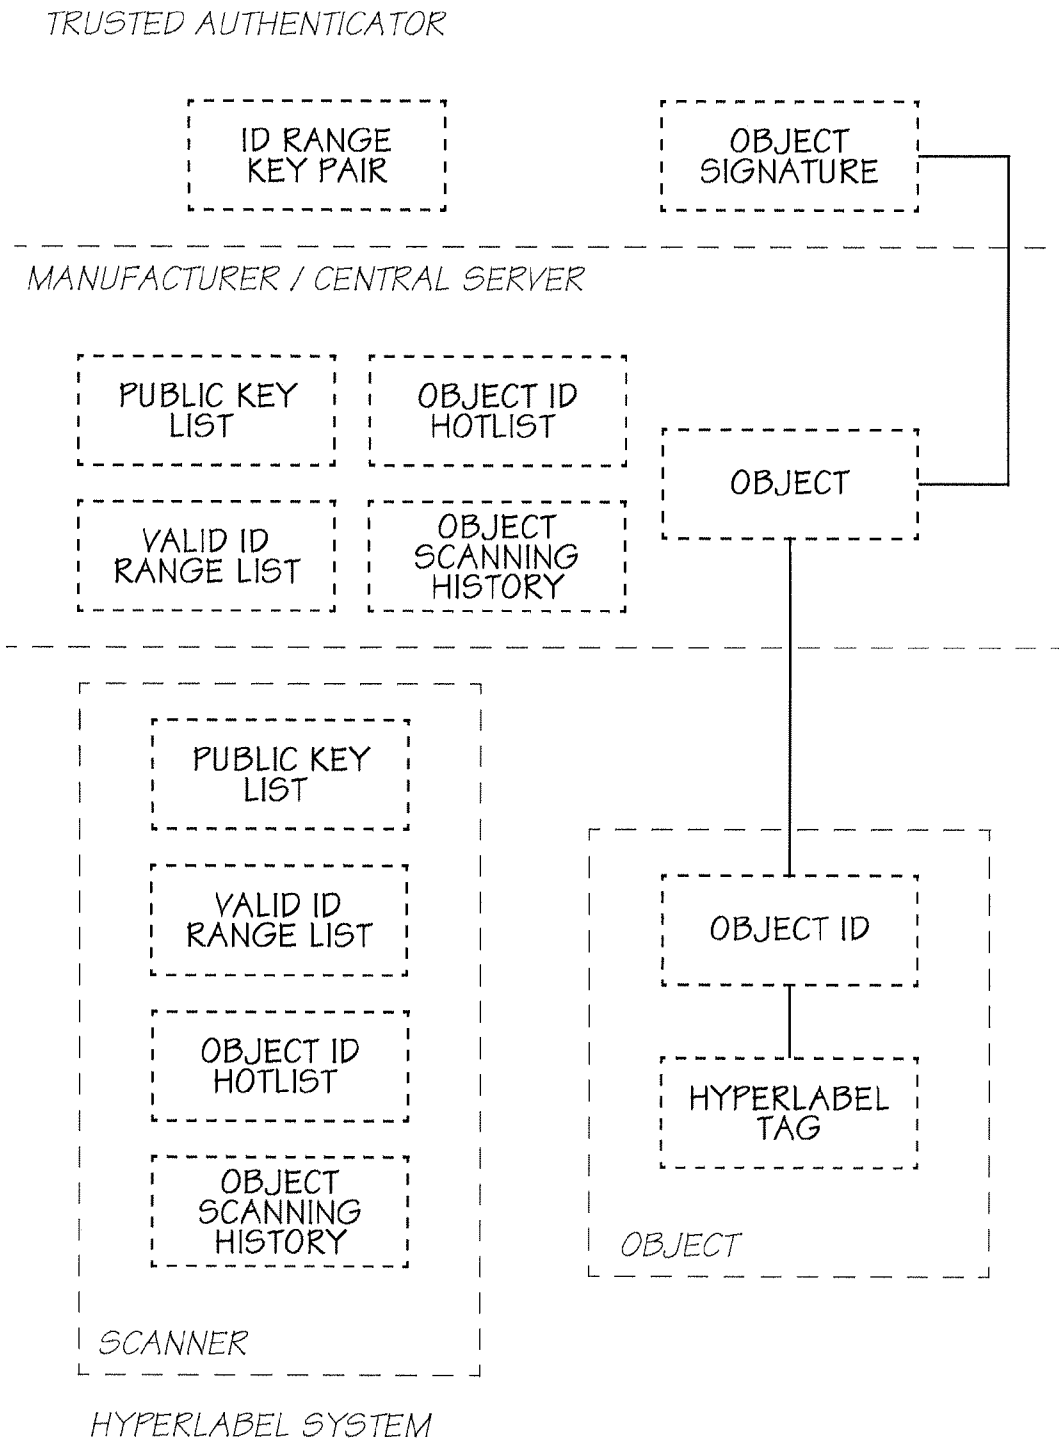 TRUSTED AUTHENTICATOR
ID RANGE
KEY PAIR
OBJECT
SIGNATURE
MANUFACTURER / CENTRAL SERVER
PUBLIC KEY
LIST
OBJECT ID
HOTLIST
OBJECT
VALID ID
RANGE LIST
OBJECT
SCANNING
HISTORY
PUBLIC KEY
LIST
VALID ID
RANGE LIST
OBJECT ID
HOTLIST
OBJECT
SCANNING
HISTORY
SCANNER
OBJECT ID
HYPERLABEL
TAG
OBJECT
HYPERLABEL SYSTEM